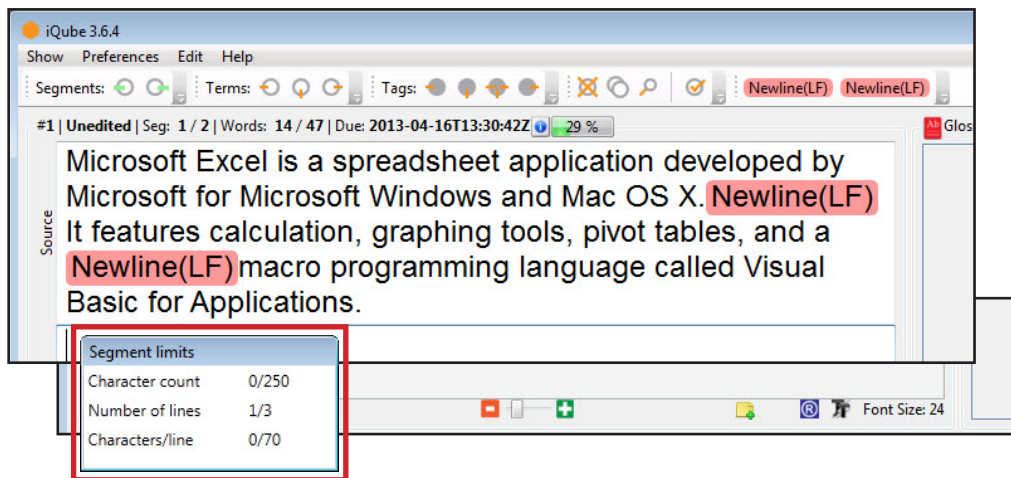 iQube 3.6.4
Show Preferences Edit Help
Segments: Terms: Tags: Newline(LF) Newline(LF)
#1 | Unedited | Seg: 1 / 2 | Words: 14 / 47 | Due: 2013-04-16T13:30:42Z 29 % Ab Glos
Source
Microsoft Excel is a spreadsheet application developed by
Microsoft for Microsoft Windows and Mac OS X. Newline(LF)
It features calculation, graphing tools, pivot tables, and a
Newline(LF) macro programming language called Visual
Basic for Applications.
Segment limits
Character count 0/250
Number of lines 1/3
Characters/line 0/70
® Tr Font Size: 24